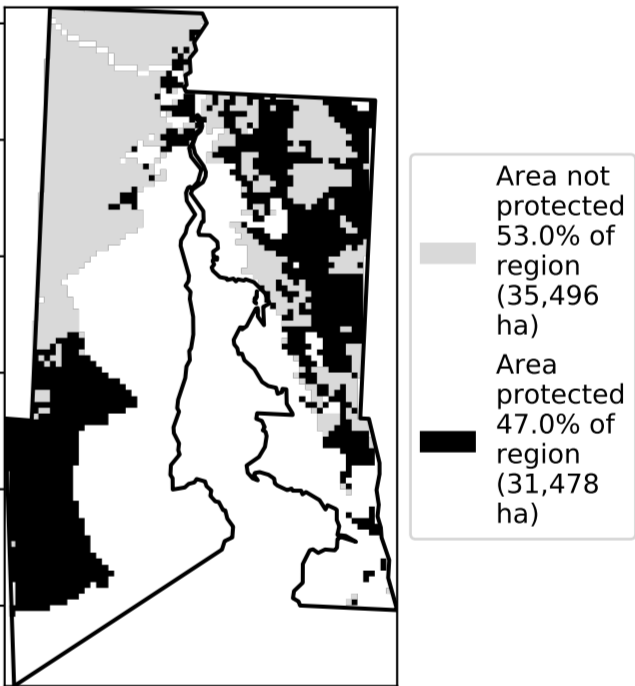 Area not
protected
53.0% of
region
(35,496
ha)
Area
protected
47.0% of
region
(31,478
ha)